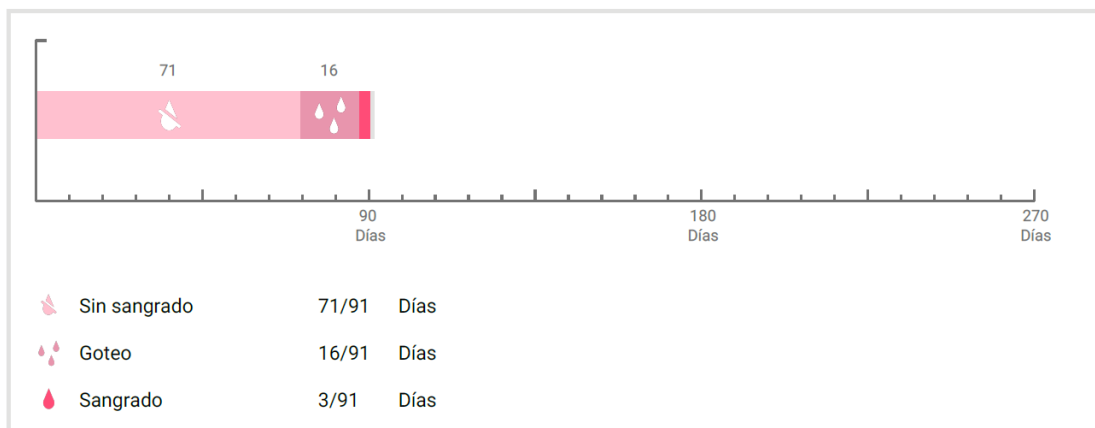 71 16
90 180 270
Días Días Días
Sin sangrado 71/91 Días
Goteo 16/91 Días
Sangrado 3/91 Días